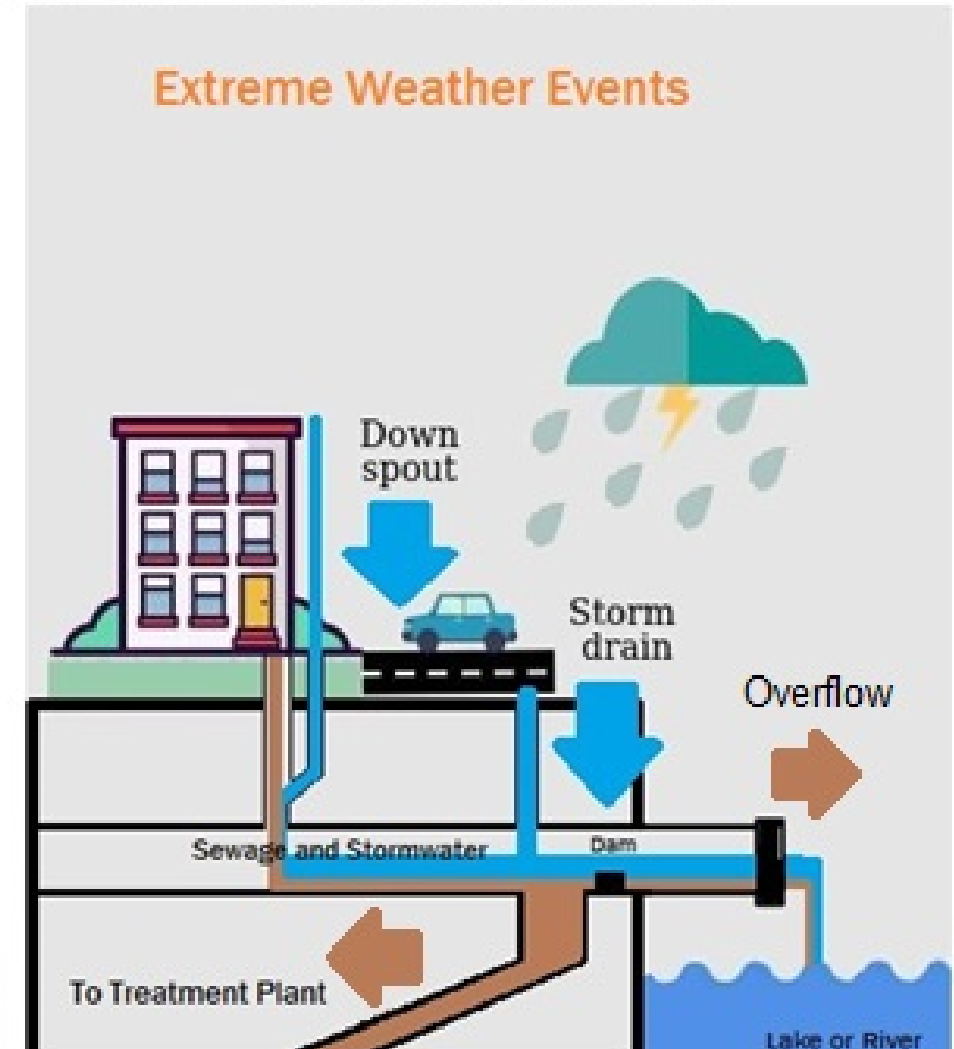 Extreme Weather Events
Down
spout
Storm
drain
Overflow
Dam
Sewage and Stormwater
To Treatment Plant
Lake or River